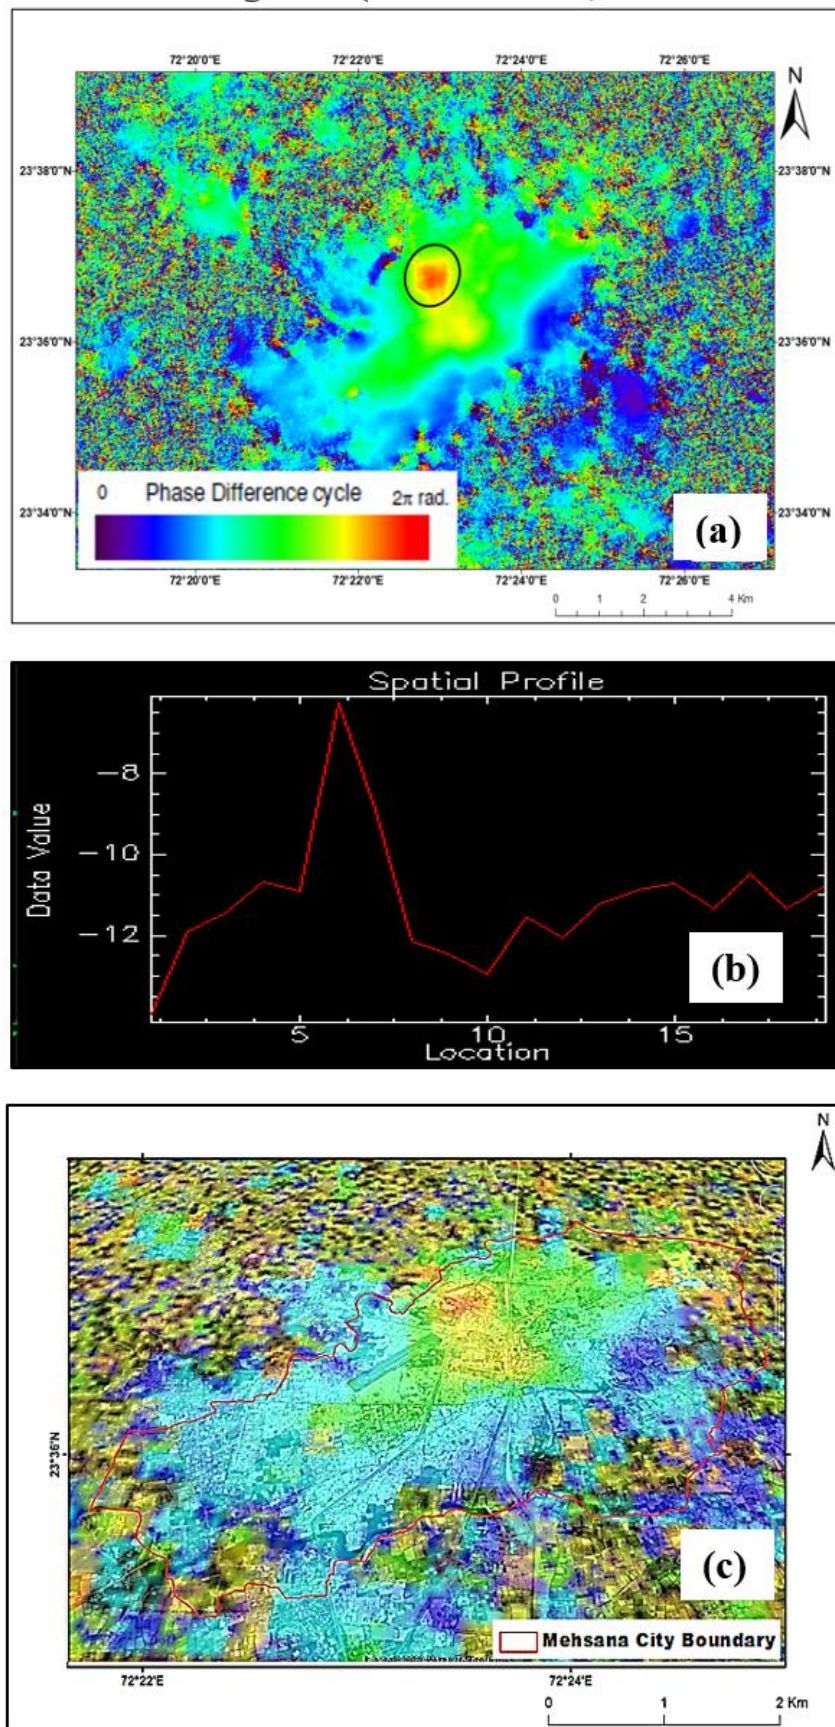 72°20'0"E 72°22'0"E 72°24'0"E 72°26'0"E
N
23°38'0"N 23°38'0"N
23°36'0"N 23°36'0"N
0 Phase Difference cycle 2π rad.
23°34'0"N 23°34'0"N
(a)
72°20'0"E 72°22'0"E 72°24'0"E 72°26'0"E
0 1 2 4 Km
Spatial Profile
-8
-10
-12
Data Value
(b)
5 10 15
Location
N
23°36'N
(c)
Mehsana City Boundary
72°22'E 72°24'E
0 1 2 Km